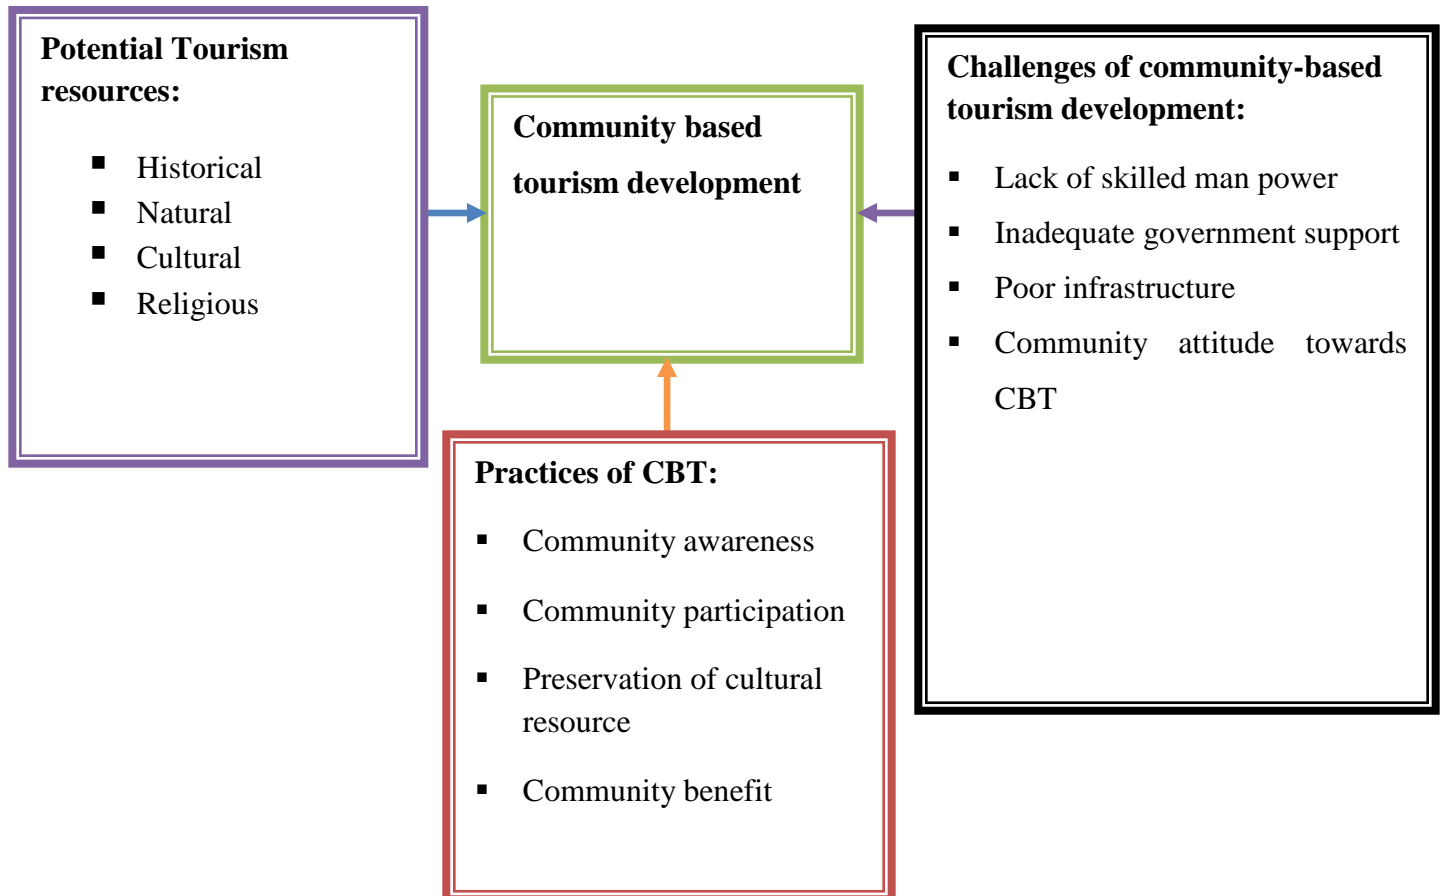 Potential Tourism
resources:
▪ Historical
▪ Natural
▪ Cultural
▪ Religious
Community based
tourism development
Challenges of community-based
tourism development:
▪ Lack of skilled man power
▪ Inadequate government support
▪ Poor infrastructure
▪ Community attitude towards
CBT
Practices of CBT:
▪ Community awareness
▪ Community participation
▪ Preservation of cultural
resource
▪ Community benefit